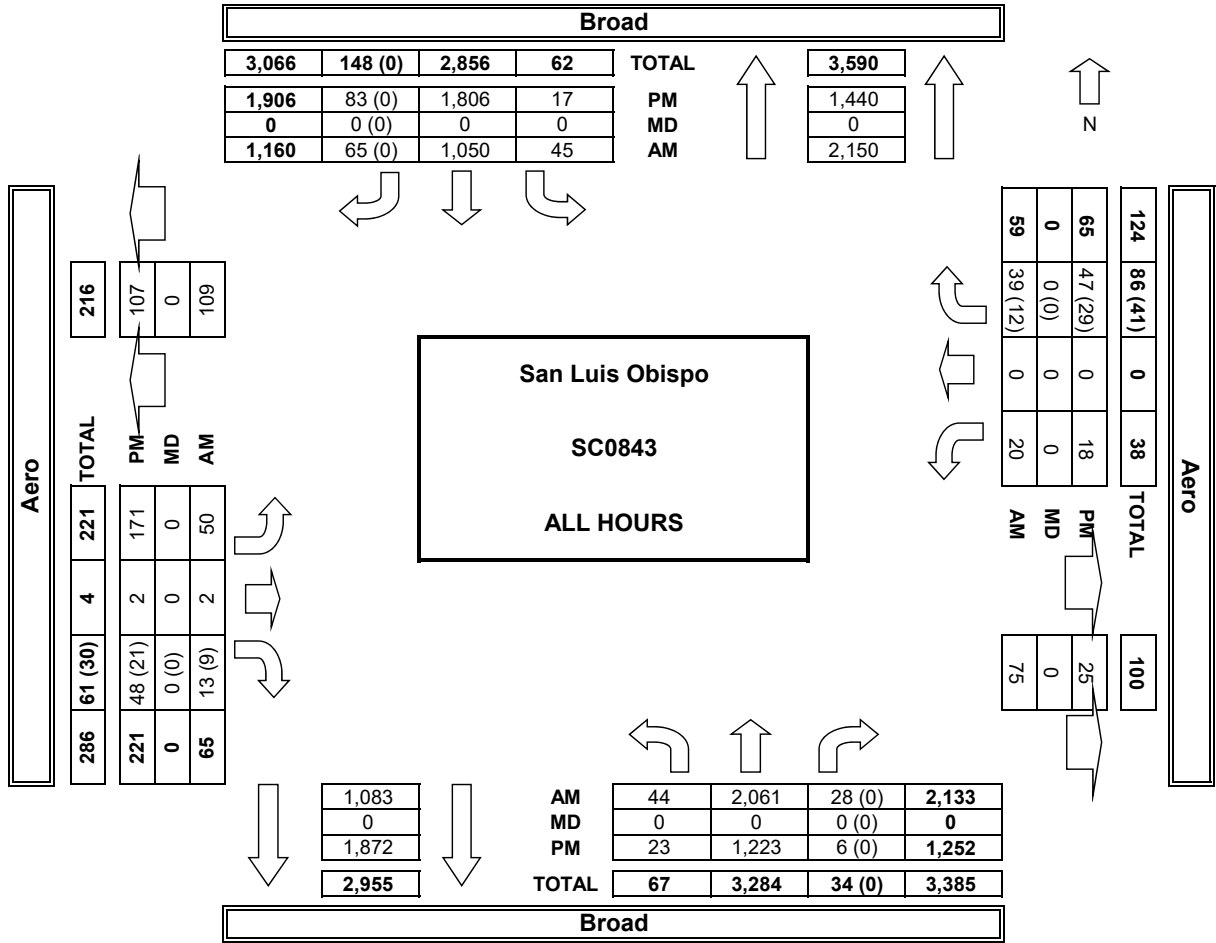 Broad
3,066 148 (0) 2,856 62 TOTAL 3,590
1,906 83 (0) 1,806 17 PM 1,440
0 0 (0) 0 0 MD 0
1,160 65 (0) 1,050 45 AM 2,150
N
Aero
216
107 0 109
TOTAL PM MD AM
221 171 0 50
4 2 0 2
61 (30) 48 (21) 0 (0) 13 (9)
286 221 0 65
San Luis Obispo
SC0843
ALL HOURS
59 0 65 124
39 (12) 0 (0) 47 (29) 86 (41)
0 0 0 0
20 0 18 38
AM MD PM TOTAL
75 0 25 100
Aero
1,083 AM 44 2,061 28 (0) 2,133
0 MD 0 0 0 (0) 0
1,872 PM 23 1,223 6 (0) 1,252
2,955 TOTAL 67 3,284 34 (0) 3,385
Broad